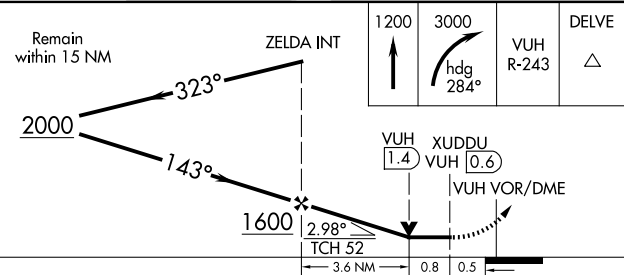 Remain
within 15 NM
ZELDA INT
1200
3000
hdg
284°
VUH
R-243
DELVE
323°
2000
143°
1600
2.98°
TCH 52
VUH
1.4
XUDDU
VUH 0.6
VUH VOR/DME
3.6 NM
0.8
0.5